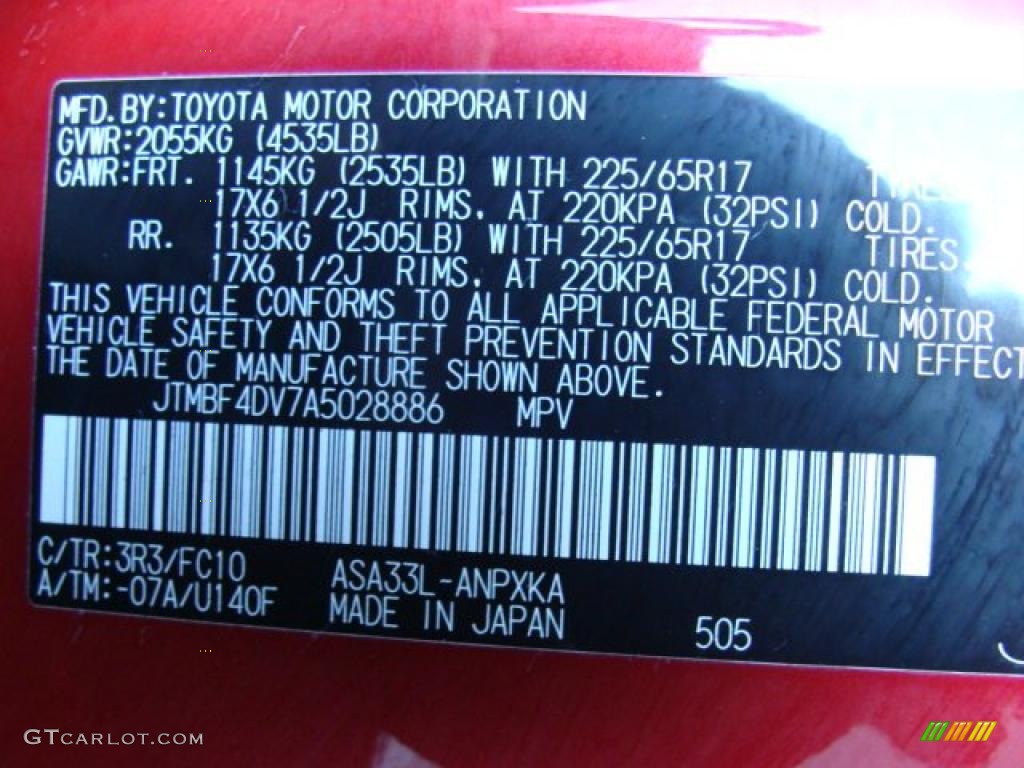 MFD.BY:TOYOTA MOTOR CORPORATION
GVWR:2055KG (4535LB)
GAWR:FRT. 1145KG (2535LB) WITH 225/65R17 TIRES
17X6 1/2J RIMS, AT 220KPA (32PSI) COLD.
RR. 1135KG (2505LB) WITH 225/65R17 TIRES
17X6 1/2J RIMS, AT 220KPA (32PSI) COLD.
THIS VEHICLE CONFORMS TO ALL APPLICABLE FEDERAL MOTOR
VEHICLE SAFETY AND THEFT PREVENTION STANDARDS IN EFFECT
THE DATE OF MANUFACTURE SHOWN ABOVE.
JTMBF4DV7A5028886 MPV
C/TR:3R3/FC10 ASA33L-ANPXKA
A/TM:-07A/U140F MADE IN JAPAN
505
GTCARLOT.COM